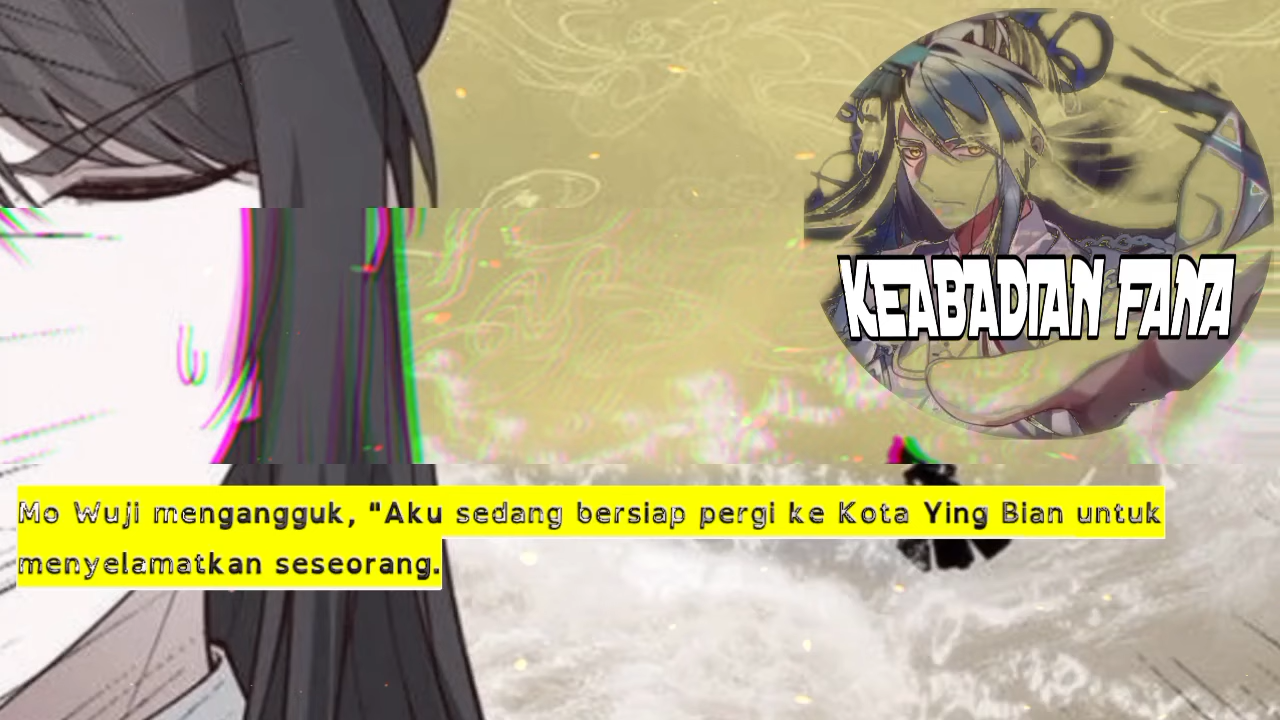 KEABADIAN FANA
Mo Wuji mengangguk, "Aku sedang bersiap pergi ke Kota Ying Bian untuk
menyelamatkan seseorang.